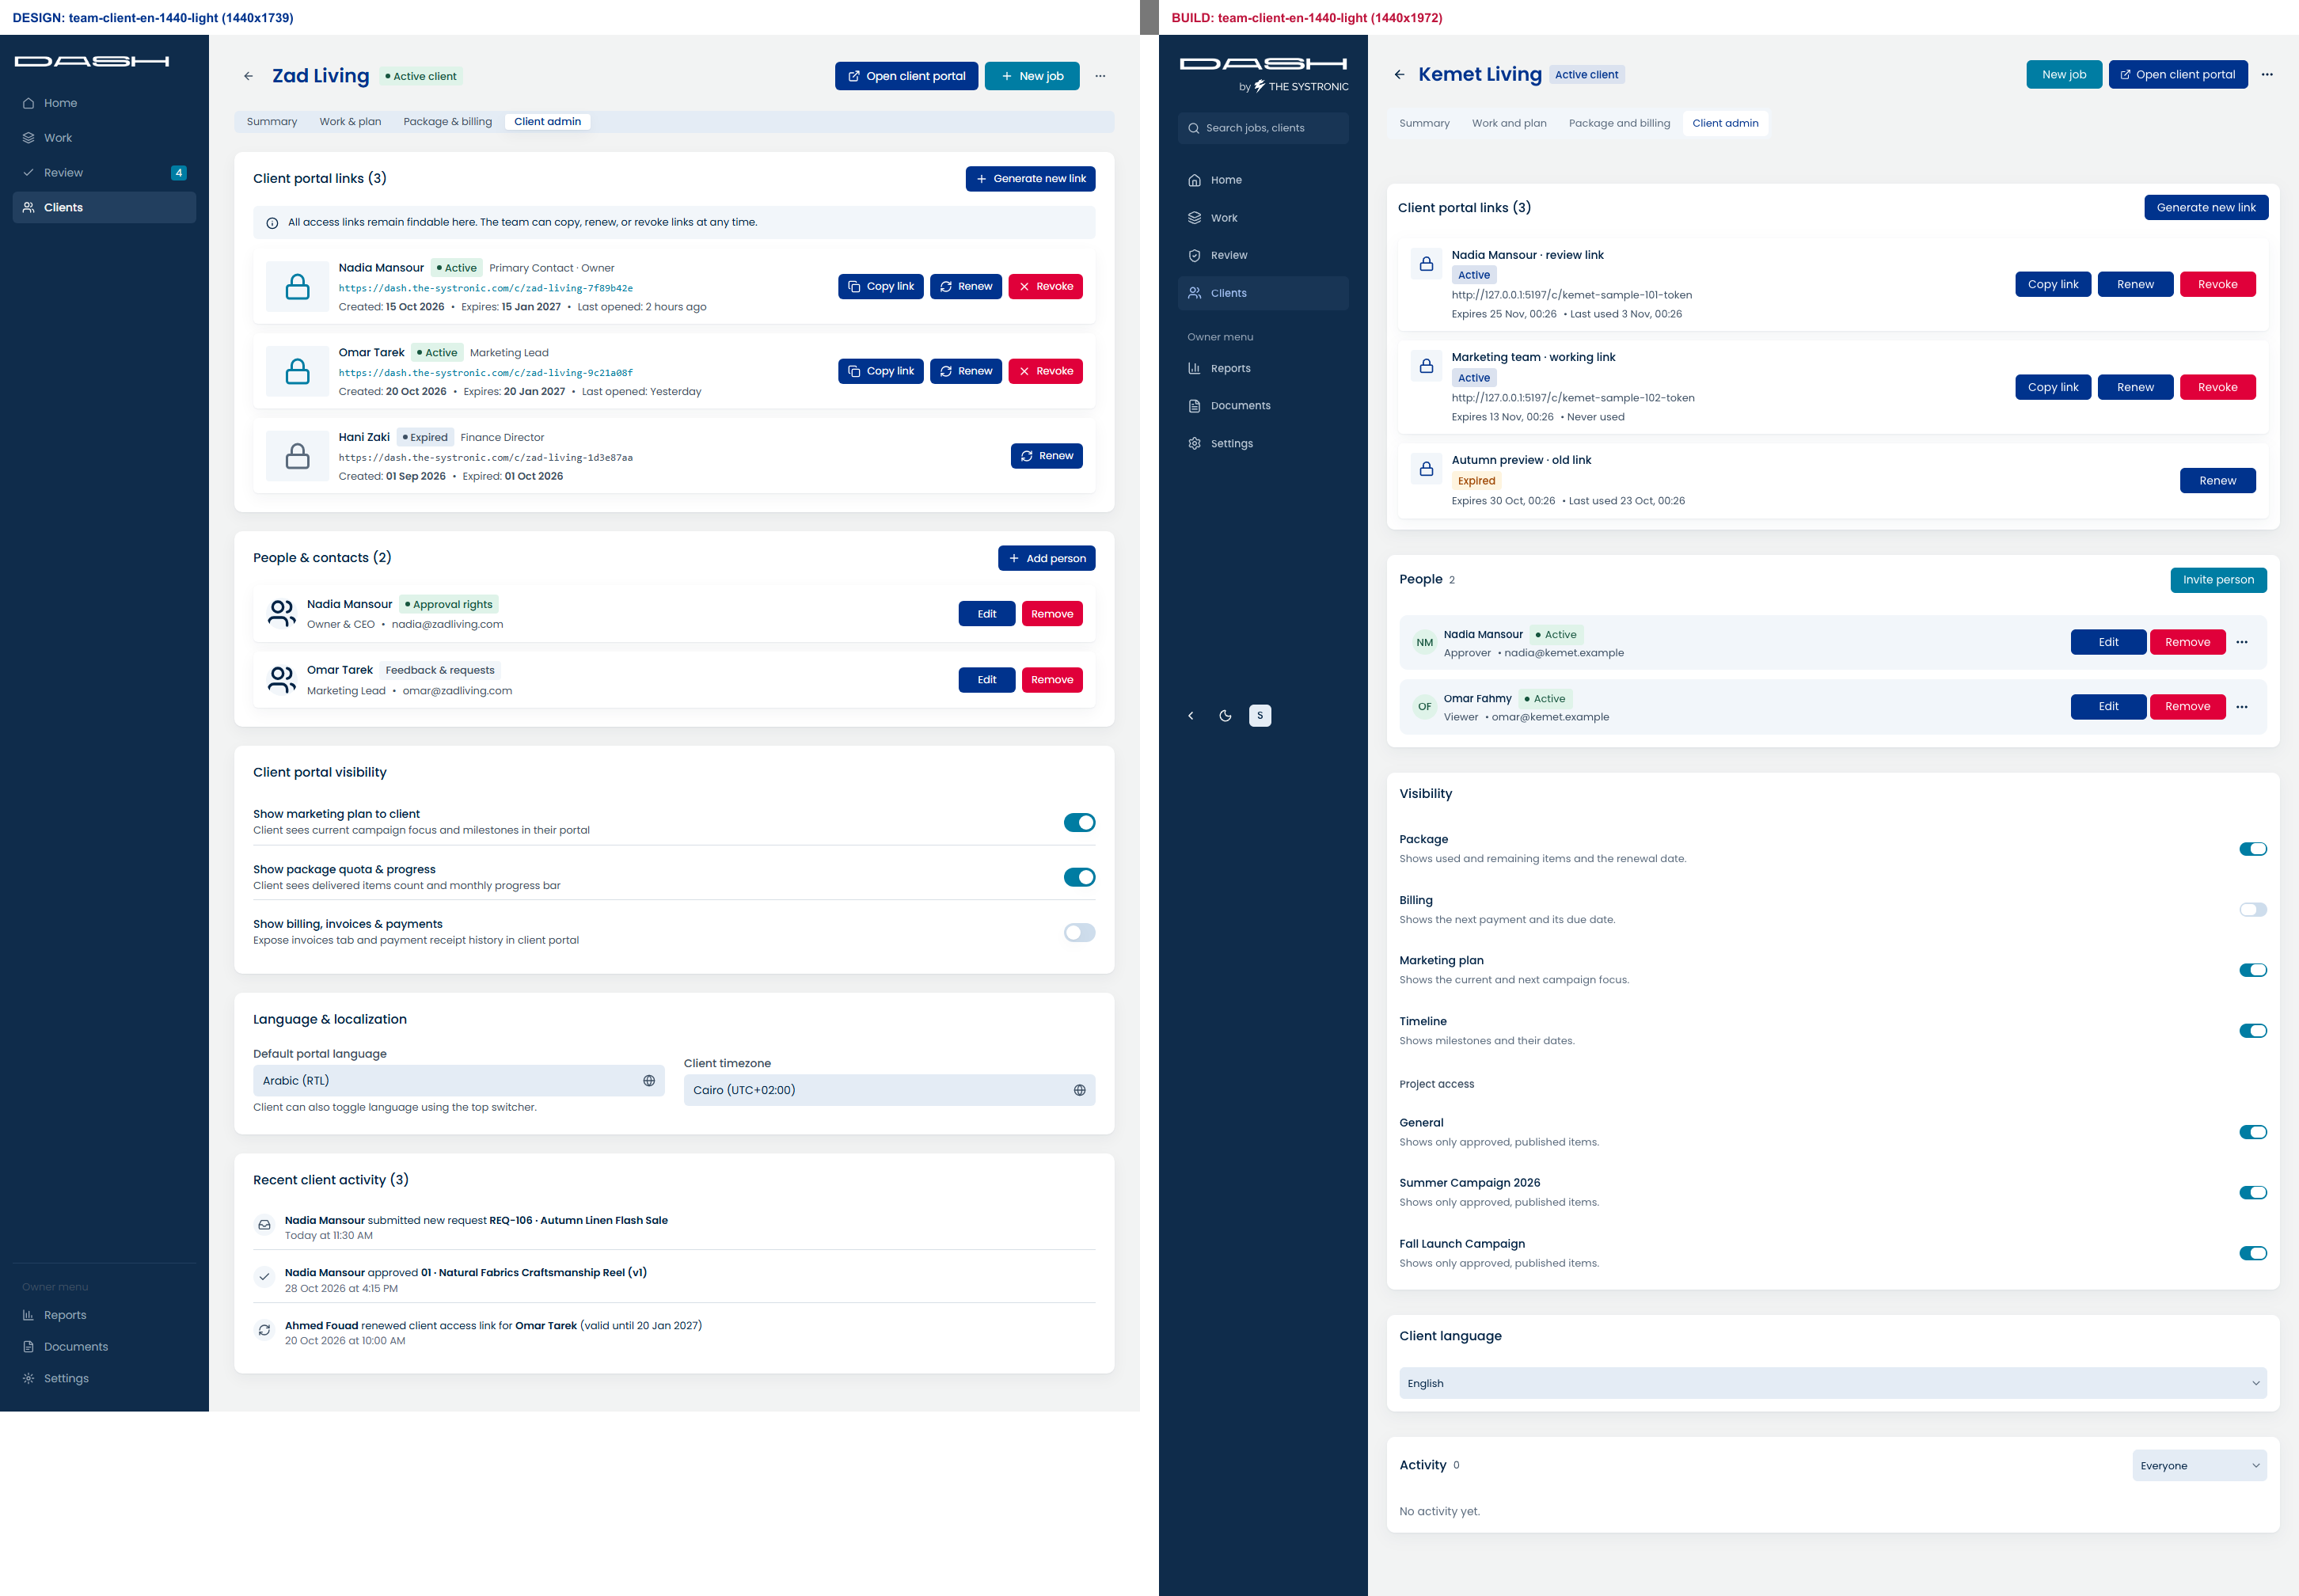 DESIGN: team-client-en-1440-light (1440x1739)
DASH
Home
Work
Review 4
Clients
Owner menu
Reports
Documents
Settings
Zad Living Active client
Open client portal
New job
Summary Work & plan Package & billing Client admin
Client portal links (3)
Generate new link
All access links remain findable here. The team can copy, renew, or revoke links at any time.
Nadia Mansour Active Primary Contact · Owner
https://dash.the-systronic.com/c/zad-living-7f89b42e
Created: 15 Oct 2026 • Expires: 15 Jan 2027 • Last opened: 2 hours ago
Copy link Renew Revoke
Omar Tarek Active Marketing Lead
https://dash.the-systronic.com/c/zad-living-9c21a08f
Created: 20 Oct 2026 • Expires: 20 Jan 2027 • Last opened: Yesterday
Copy link Renew Revoke
Hani Zaki Expired Finance Director
https://dash.the-systronic.com/c/zad-living-1d3e87aa
Created: 01 Sep 2026 • Expired: 01 Oct 2026
Renew
People & contacts (2)
Add person
Nadia Mansour Approval rights
Owner & CEO • nadia@zadliving.com
Edit Remove
Omar Tarek Feedback & requests
Marketing Lead • omar@zadliving.com
Edit Remove
Client portal visibility
Show marketing plan to client
Client sees current campaign focus and milestones in their portal
Show package quota & progress
Client sees delivered items count and monthly progress bar
Show billing, invoices & payments
Expose invoices tab and payment receipt history in client portal
Language & localization
Default portal language
Arabic (RTL)
Client can also toggle language using the top switcher.
Client timezone
Cairo (UTC+02:00)
Recent client activity (3)
Nadia Mansour submitted new request REQ-106 · Autumn Linen Flash Sale
Today at 11:30 AM
Nadia Mansour approved 01 · Natural Fabrics Craftsmanship Reel (v1)
28 Oct 2026 at 4:15 PM
Ahmed Fouad renewed client access link for Omar Tarek (valid until 20 Jan 2027)
20 Oct 2026 at 10:00 AM
BUILD: team-client-en-1440-light (1440x1972)
DASH
by THE SYSTRONIC
Search jobs, clients
Home
Work
Review
Clients
Owner menu
Reports
Documents
Settings
S
Kemet Living Active client
New job
Open client portal
Summary Work and plan Package and billing Client admin
Client portal links (3)
Generate new link
Nadia Mansour · review link
Active
http://127.0.0.1:5197/c/kemet-sample-101-token
Expires 25 Nov, 00:26 • Last used 3 Nov, 00:26
Copy link Renew Revoke
Marketing team · working link
Active
http://127.0.0.1:5197/c/kemet-sample-102-token
Expires 13 Nov, 00:26 • Never used
Copy link Renew Revoke
Autumn preview · old link
Expired
Expires 30 Oct, 00:26 • Last used 23 Oct, 00:26
Renew
People 2
Invite person
NM
Nadia Mansour Active
Approver • nadia@kemet.example
Edit Remove
OF
Omar Fahmy Active
Viewer • omar@kemet.example
Edit Remove
Visibility
Package
Shows used and remaining items and the renewal date.
Billing
Shows the next payment and its due date.
Marketing plan
Shows the current and next campaign focus.
Timeline
Shows milestones and their dates.
Project access
General
Shows only approved, published items.
Summer Campaign 2026
Shows only approved, published items.
Fall Launch Campaign
Shows only approved, published items.
Client language
English
Activity 0
Everyone
No activity yet.